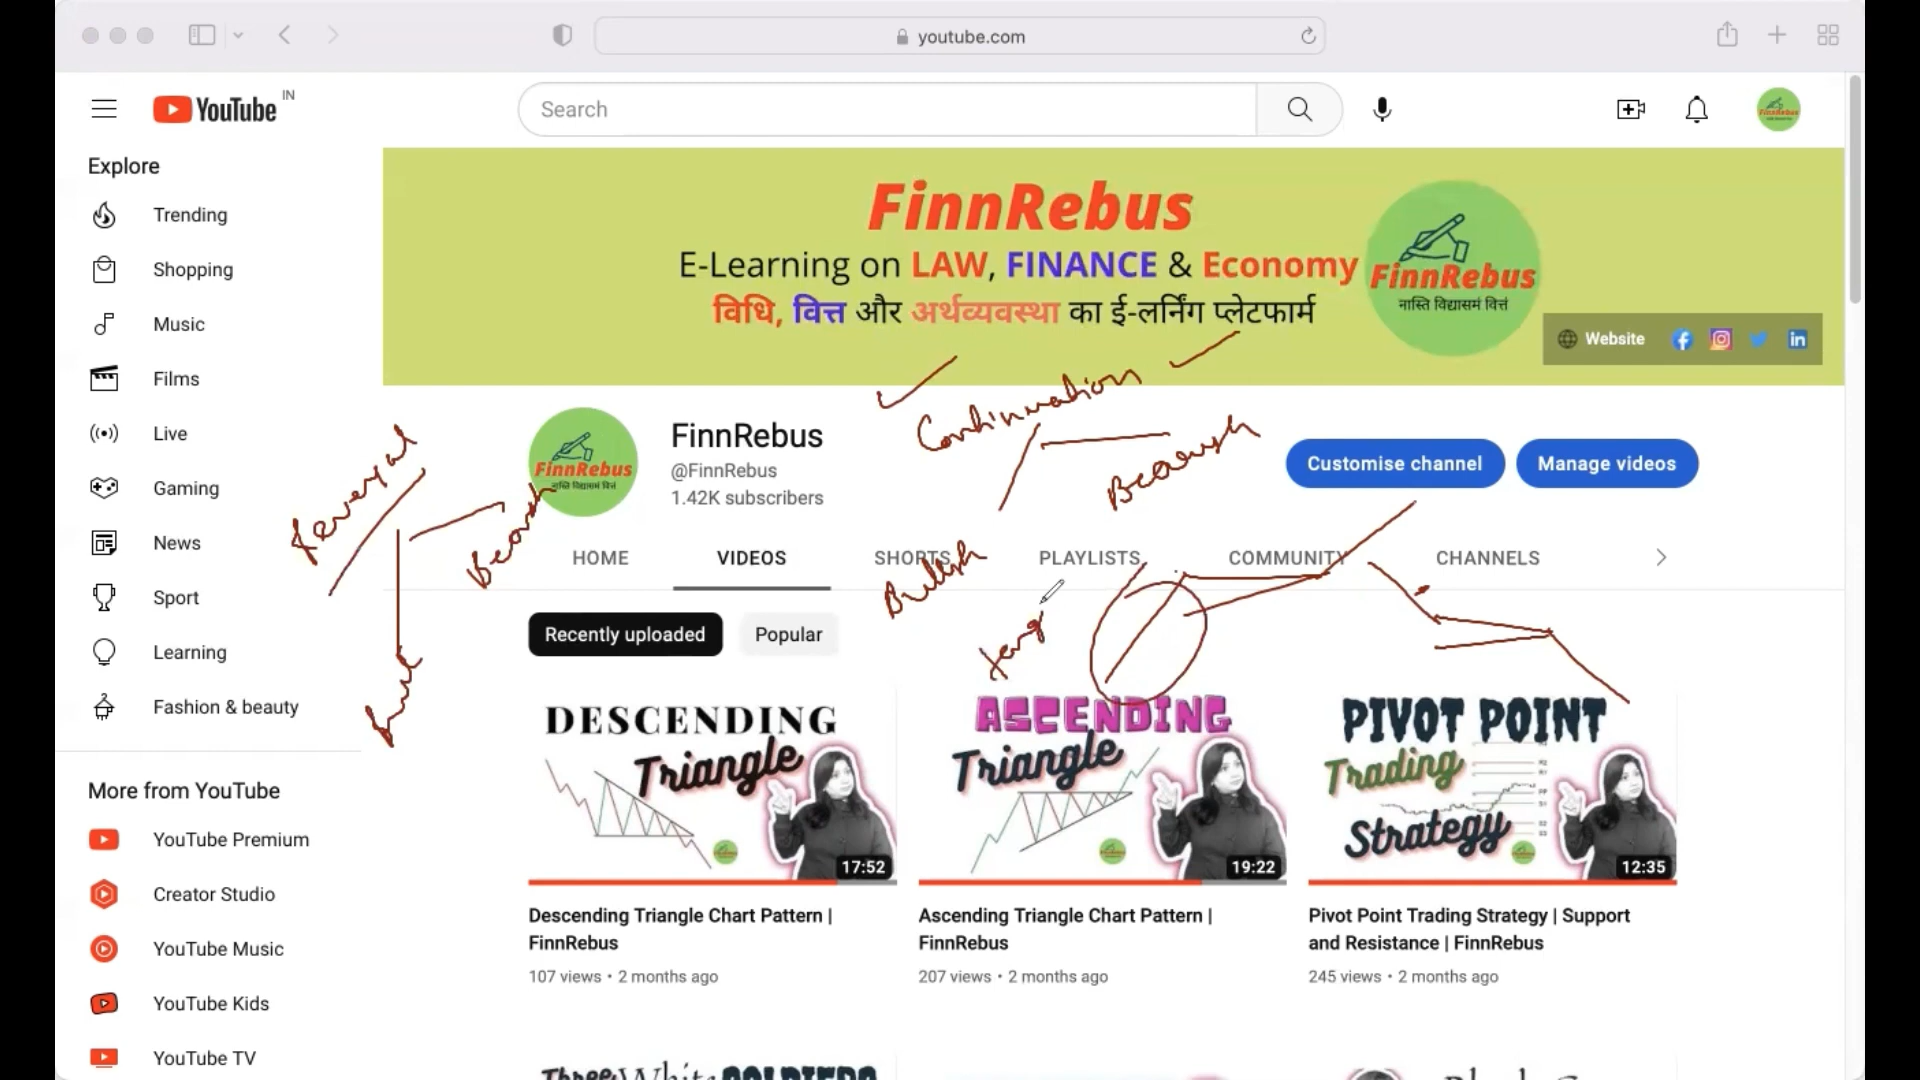 youtube.com
YouTube IN
Search
Explore
Trending
Shopping
Music
Films
Live
Gaming
News
Sport
Learning
Fashion & beauty
More from YouTube
YouTube Premium
Creator Studio
YouTube Music
YouTube Kids
YouTube TV
FinnRebus
E-Learning on LAW, FINANCE & Economy
विधि, वित्त और अर्थव्यवस्था का ई-लर्निंग प्लेटफार्म
FinnRebus
नास्ति विद्यासमं वित्तं
Website
Continuation
Bearish
Bullish
FinnRebus
नास्ति विद्यासमं वित्तं
FinnRebus
@FinnRebus
1.42K subscribers
Customise channel
Manage videos
HOME
VIDEOS
SHORTS
PLAYLISTS
COMMUNITY
CHANNELS
Recently uploaded
Popular
DESCENDING
Triangle
17:52
Descending Triangle Chart Pattern |
FinnRebus
107 views • 2 months ago
ASCENDING
Triangle
19:22
Ascending Triangle Chart Pattern |
FinnRebus
207 views • 2 months ago
PIVOT POINT
Trading
Strategy
12:35
Pivot Point Trading Strategy | Support
and Resistance | FinnRebus
245 views • 2 months ago